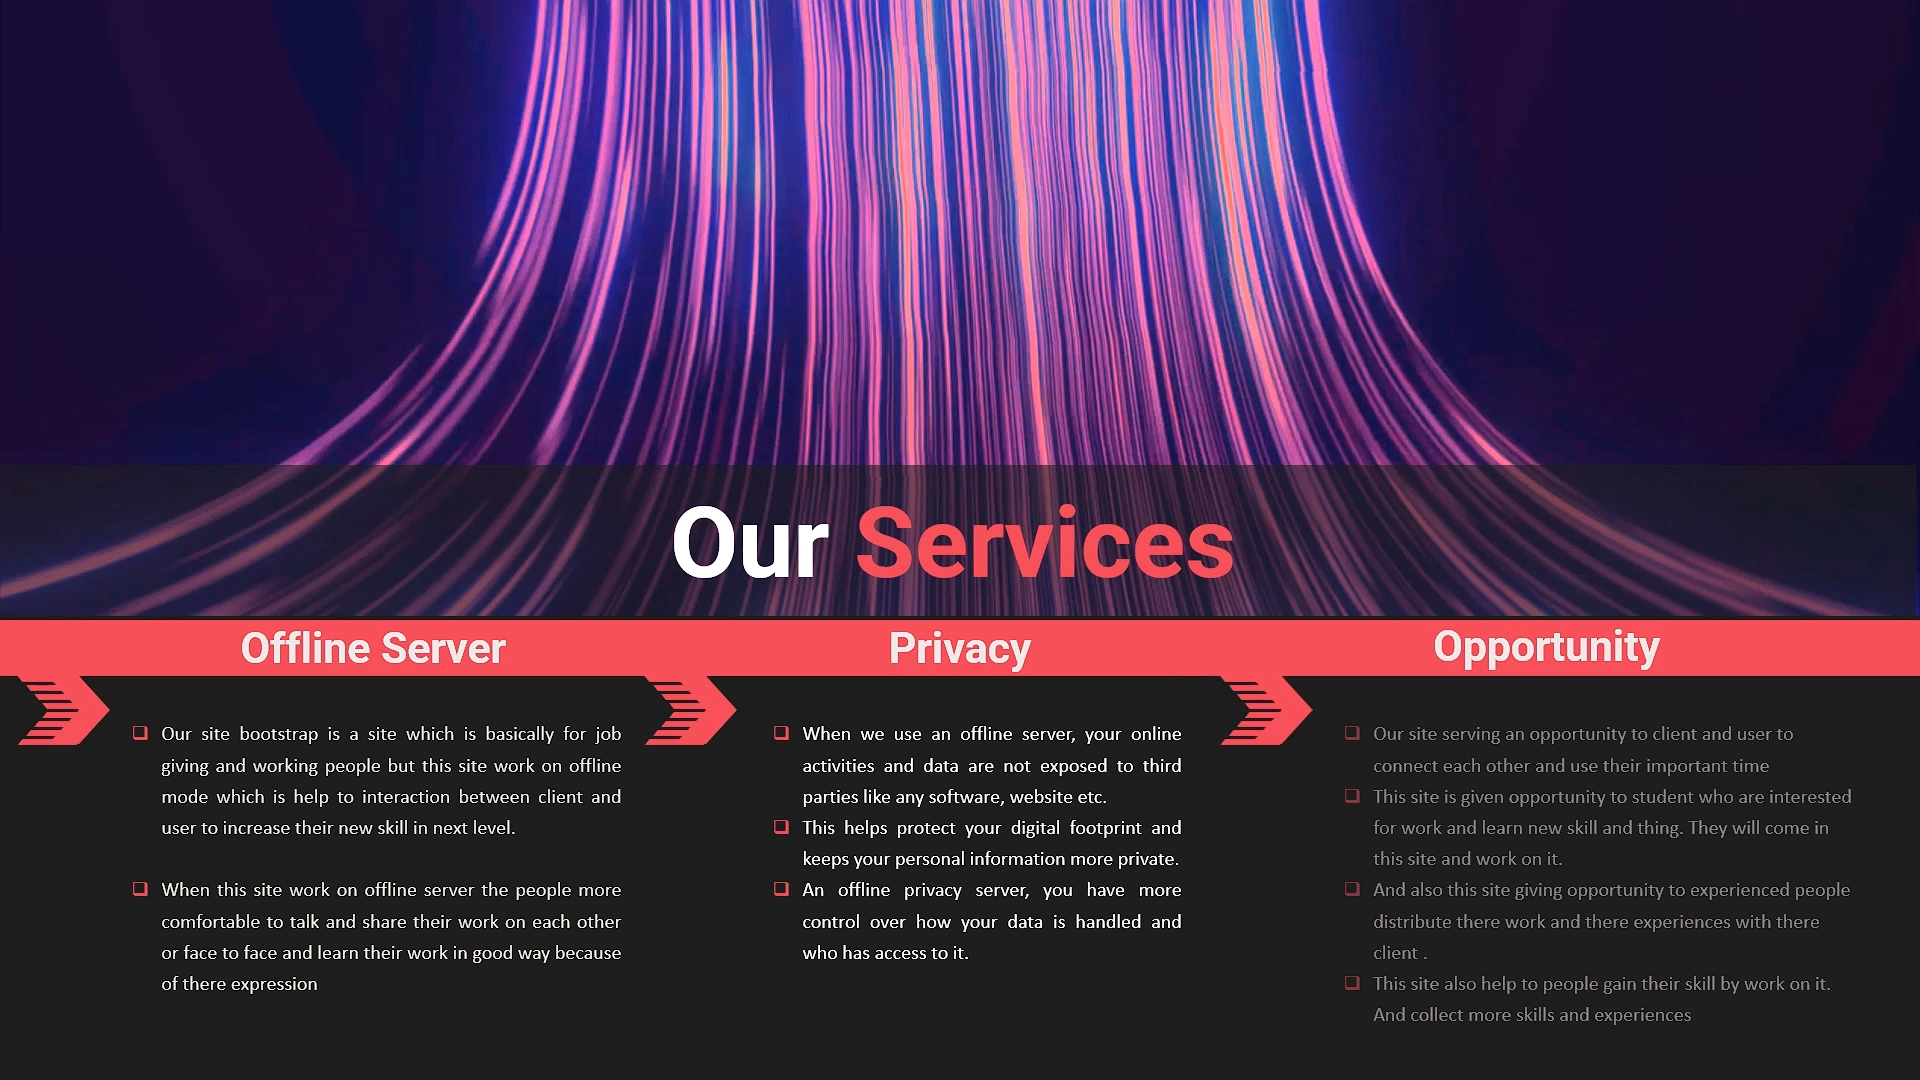 Our Services
Offline Server
Our site bootstrap is a site which is basically for job
giving and working people but this site work on offline
mode which is help to interaction between client and
user to increase their new skill in next level.
When this site work on offline server the people more
comfortable to talk and share their work on each other
or face to face and learn their work in good way because
of there expression
Privacy
When we use an offline server, your online
activities and data are not exposed to third
parties like any software, website etc.
This helps protect your digital footprint and
keeps your personal information more private.
An offline privacy server, you have more
control over how your data is handled and
who has access to it.
Opportunity
Our site serving an opportunity to client and user to
connect each other and use their important time
This site is given opportunity to student who are interested
for work and learn new skill and thing. They will come in
this site and work on it.
And also this site giving opportunity to experienced people
distribute there work and there experiences with there
client .
This site also help to people gain their skill by work on it.
And collect more skills and experiences